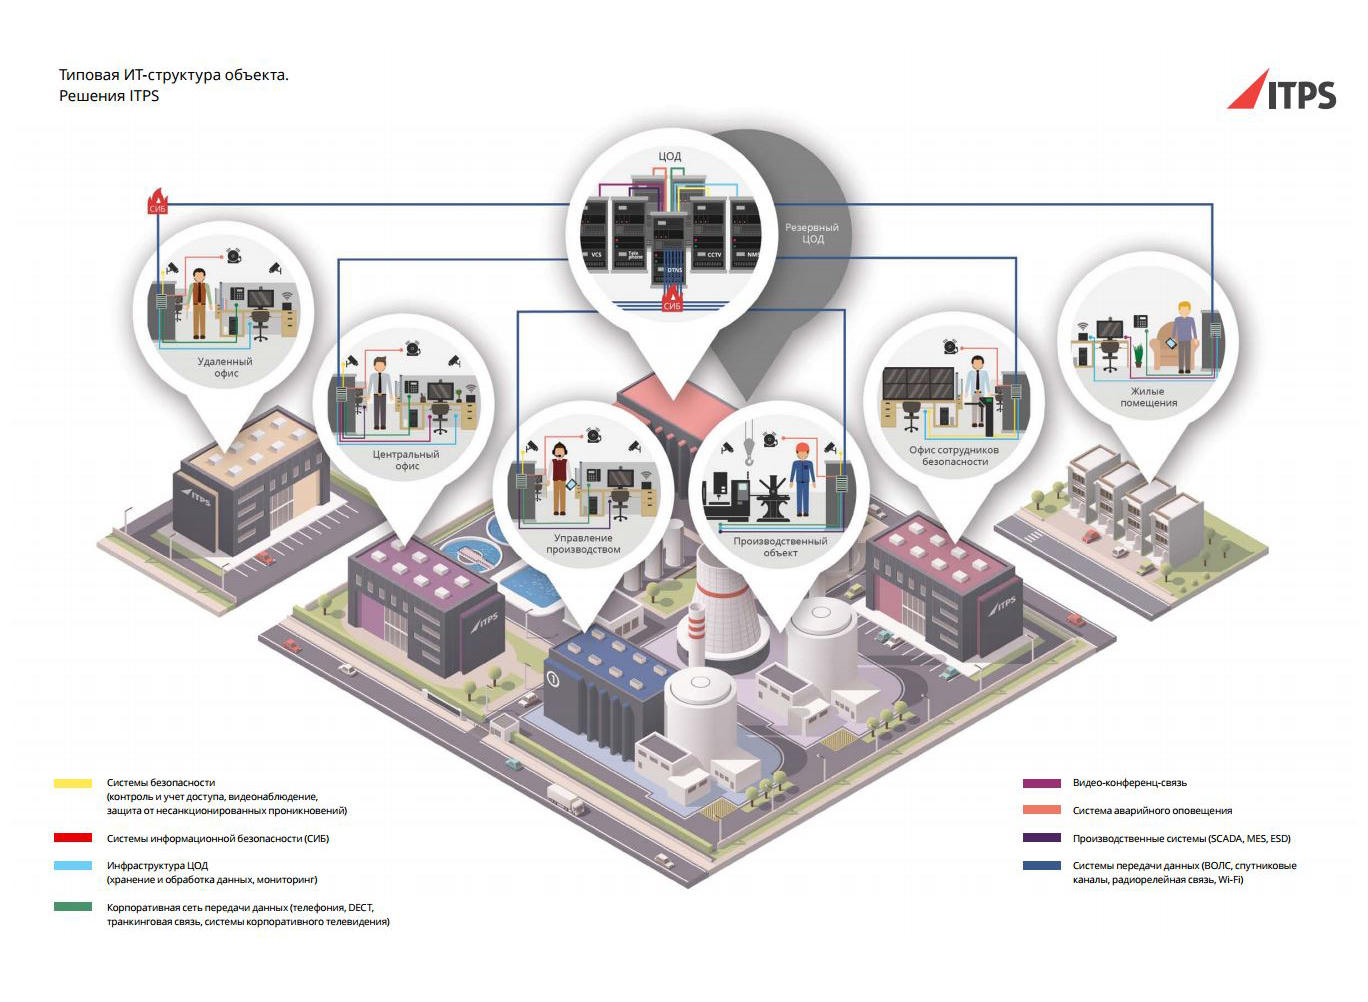 Типовая ИТ-структура объекта.
Решения ITPS
ITPS
ЦОД
СИБ
Резервный
ЦОД
VCS
Tele
phone
DTNS
CCTV
NMS
СИБ
Удаленный
офис
Центральный
офис
Управление
производством
Производственный
объект
Офис сотрудников
безопасности
Жилые
помещения
ITPS
ITPS
ITPS
1
Системы безопасности
(контроль и учет доступа, видеонаблюдение,
защита от несанкционированных проникновений)
Системы информационной безопасности (СИБ)
Инфраструктура ЦОД
(хранение и обработка данных, мониторинг)
Корпоративная сеть передачи данных (телефония, DECT,
транкинговая связь, системы корпоративного телевидения)
Видео-конференц-связь
Система аварийного оповещения
Производственные системы (SCADA, MES, ESD)
Системы передачи данных (ВОЛС, спутниковые
каналы, радиорелейная связь, Wi-Fi)